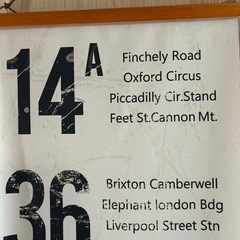 14A
Finchely Road
Oxford Circus
Piccadilly Cir.Stand
Feet St.Cannon Mt.
36
Brixton Camberwell
Elephant london Bdg
Liverpool Street Stn